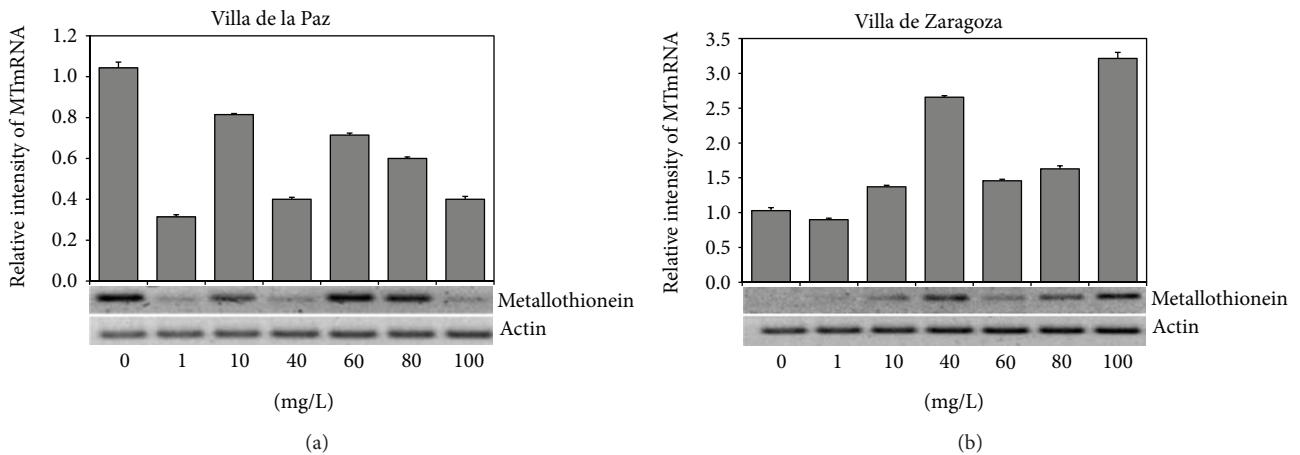 Villa de la Paz
Relative intensity of MTmRNA
1.2
1.0
0.8
0.6
0.4
0.2
0.0
Metallothionein
Actin
0 1 10 40 60 80 100
(mg/L)
(a)
Villa de Zaragoza
Relative intensity of MTmRNA
3.5
3.0
2.5
2.0
1.5
1.0
0.5
0.0
Metallothionein
Actin
0 1 10 40 60 80 100
(mg/L)
(b)